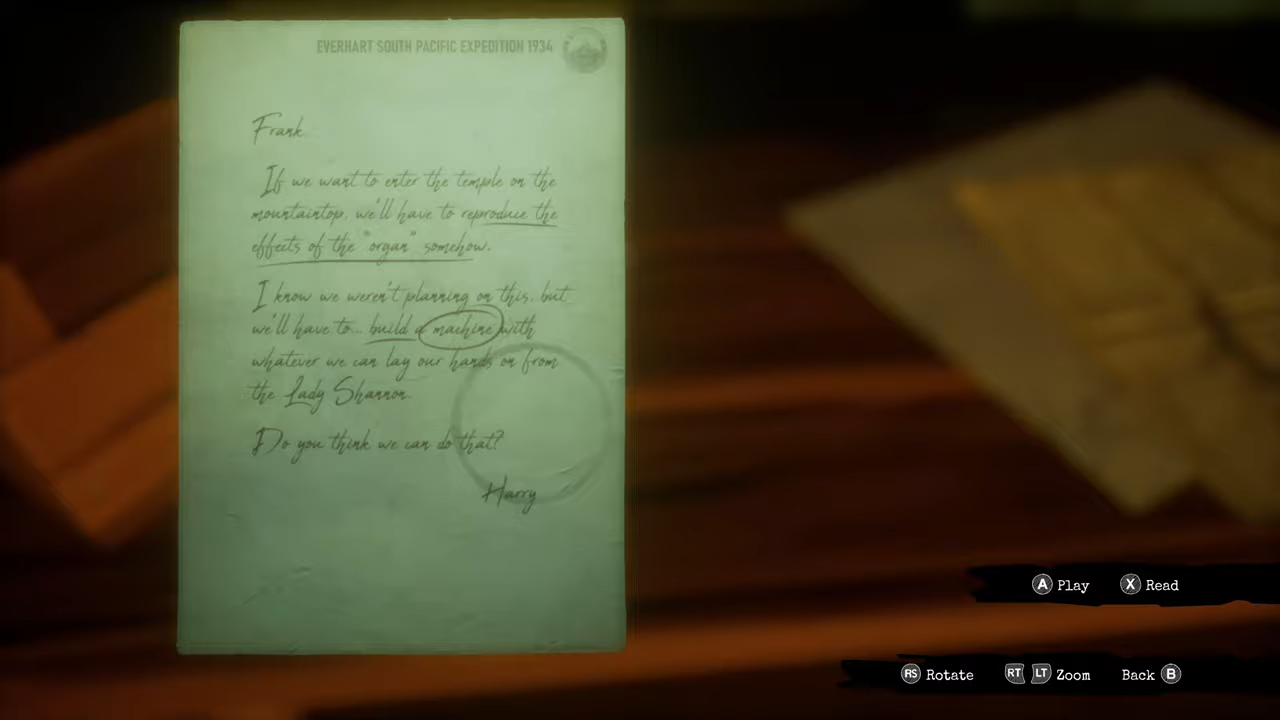 EVERHART SOUTH PACIFIC EXPEDITION 1934
Frank
If we want to enter the temple on the
mountaintop, we'll have to reproduce the
effects of the "organ" somehow.
I know we weren't planning on this, but
we'll have to... build a machine with
whatever we can lay our hands on from
the Lady Shannon.
Do you think we can do that?
Harry
A Play X Read
RS Rotate RT LT Zoom Back B